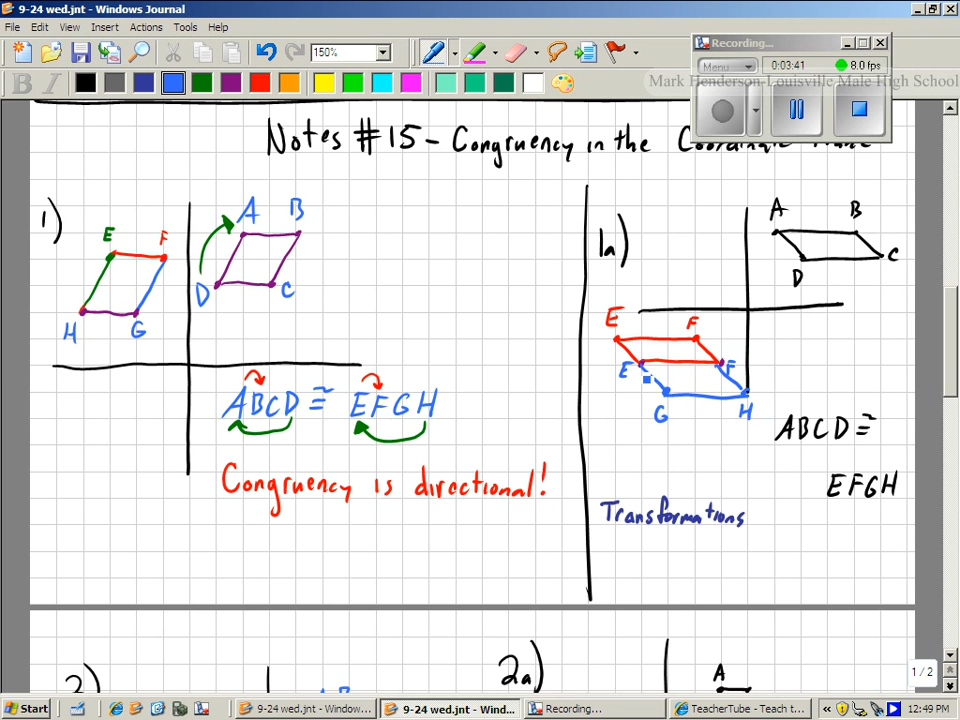 9-24 wed.jnt - Windows Journal
File Edit View Insert Actions Tools Help
150%
Recording...
Menu 0:03:41 8.0 fps
Mark Henderson-Louisville Male High School
B I
Notes #15 - Congruency in the Coordinate
1)
E F
A B
D C
H G
ABCD ≅ EFGH
Congruency is directional!
1a)
A B
D C
E F
E F
G H
ABCD ≅
EFGH
Transformations
2)
2a)
A
1 / 2
Start
9-24 wed.jnt - Window...
9-24 wed.jnt - Wind...
Recording...
TeacherTube - Teach t...
12:49 PM